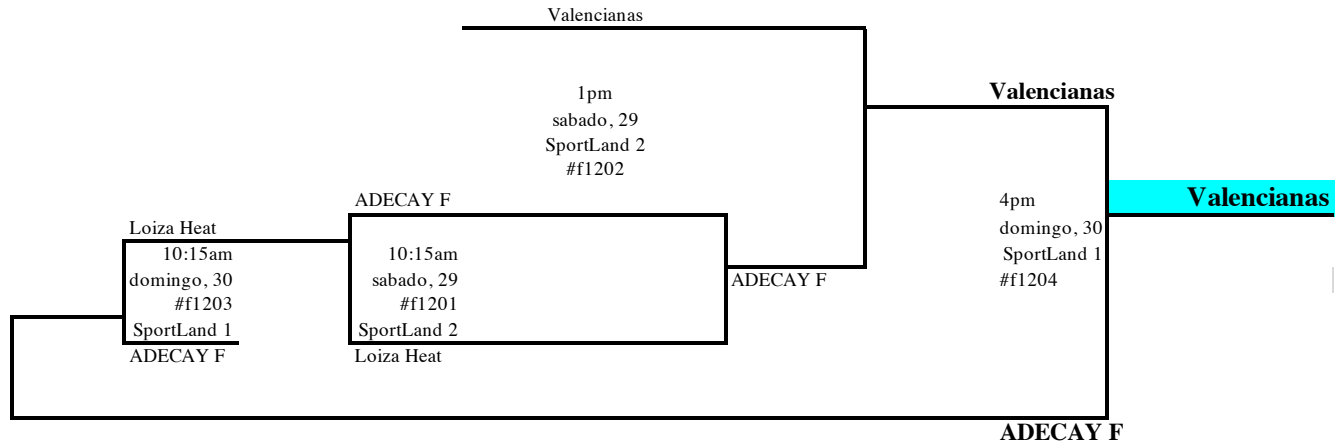 Valencianas
1pm
sabado, 29
SportLand 2
#f1202
Valencianas
4pm
domingo, 30
SportLand 1
#f1204
Valencianas
ADECAY F
10:15am
sabado, 29
#f1201
SportLand 2
Loiza Heat
ADECAY F
Loiza Heat
10:15am
domingo, 30
#f1203
SportLand 1
ADECAY F
ADECAY F